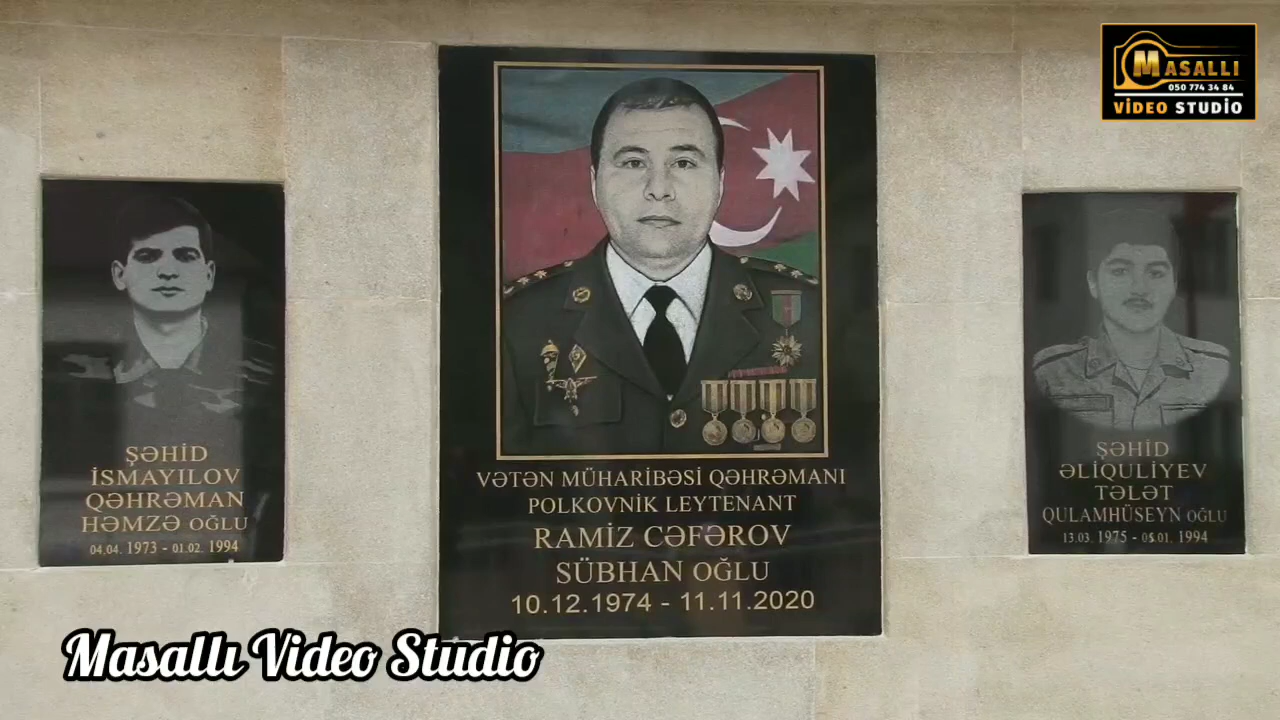 MASALLI
050 774 34 84
VİDEO STUDİO
ŞƏHİD
İSMAYILOV
QƏHRƏMAN
HƏMZƏ OĞLU
04.04. 1973 - 01.02. 1994
VƏTƏN MÜHARİBƏSİ QƏHRƏMANI
POLKOVNİK LEYTENANT
RAMİZ CƏFƏROV
SÜBHAN OĞLU
10.12.1974 - 11.11.2020
ŞƏHİD
ƏLİQULİYEV
TƏLƏT
QULAMHÜSEYN OĞLU
13.03. 1975 - 05.01. 1994
Masallı Video Studio